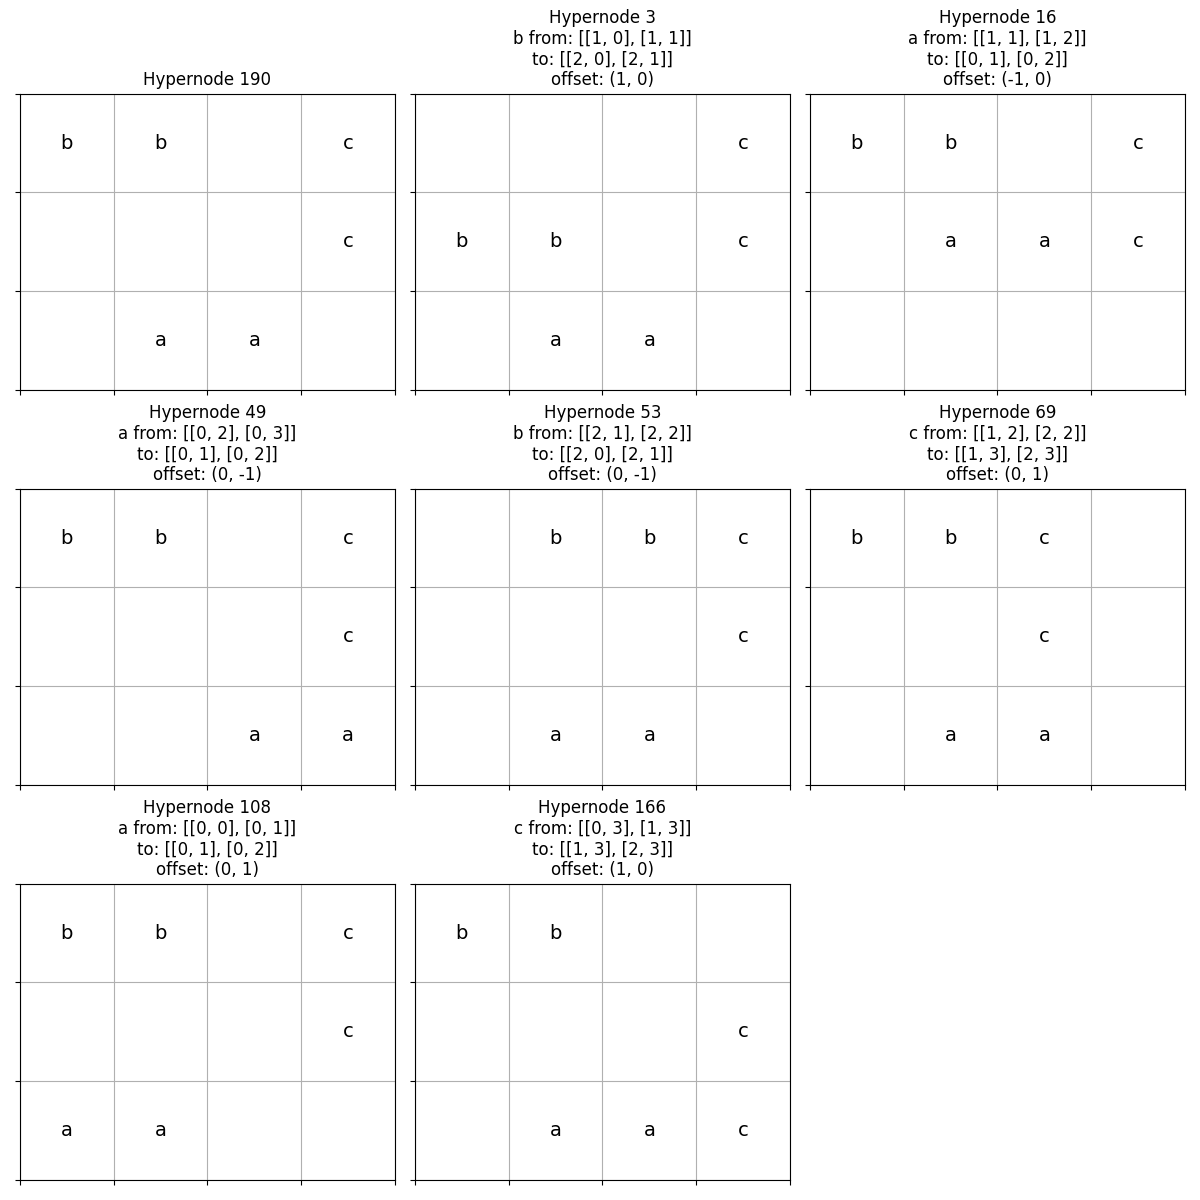 Hypernode 190
b b c
c
a a
Hypernode 3
b from: [[1, 0], [1, 1]]
to: [[2, 0], [2, 1]]
offset: (1, 0)
c
b b c
a a
Hypernode 16
a from: [[1, 1], [1, 2]]
to: [[0, 1], [0, 2]]
offset: (-1, 0)
b b c
a a c
Hypernode 49
a from: [[0, 2], [0, 3]]
to: [[0, 1], [0, 2]]
offset: (0, -1)
b b c
c
a a
Hypernode 53
b from: [[2, 1], [2, 2]]
to: [[2, 0], [2, 1]]
offset: (0, -1)
b b c
c
a a
Hypernode 69
c from: [[1, 2], [2, 2]]
to: [[1, 3], [2, 3]]
offset: (0, 1)
b b c
c
a a
Hypernode 108
a from: [[0, 0], [0, 1]]
to: [[0, 1], [0, 2]]
offset: (0, 1)
b b c
c
a a
Hypernode 166
c from: [[0, 3], [1, 3]]
to: [[1, 3], [2, 3]]
offset: (1, 0)
b b
c
a a c